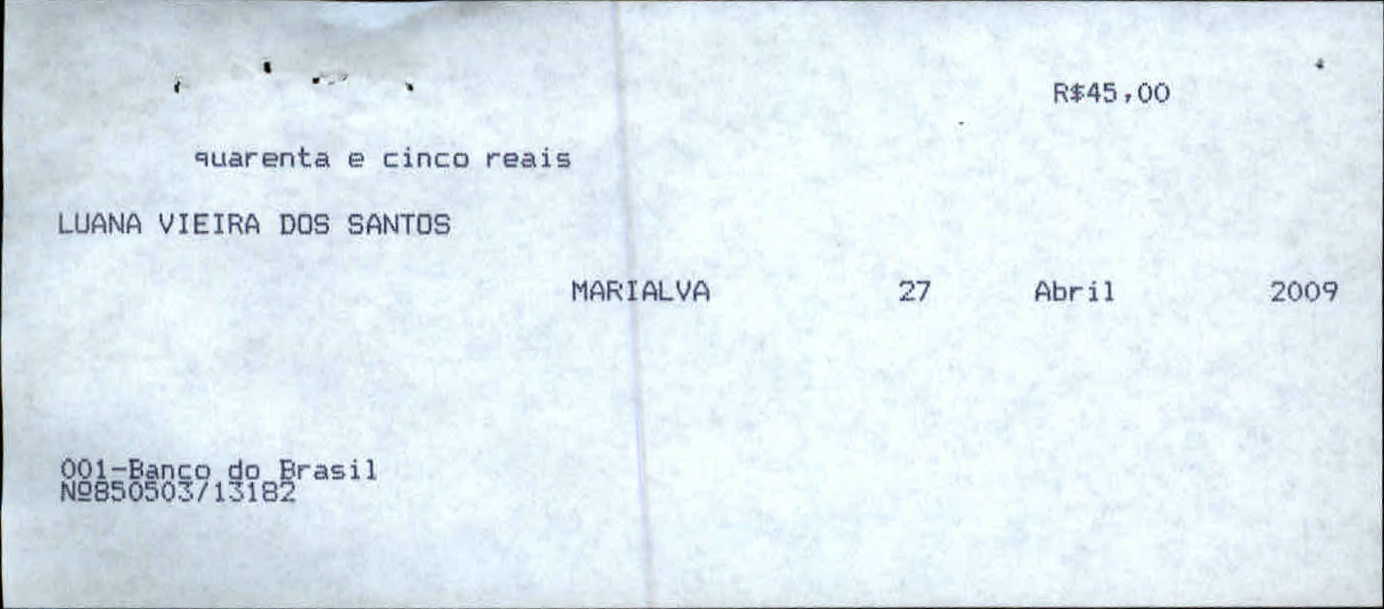 R$45,00
quarenta e cinco reais
LUANA VIEIRA DOS SANTOS
MARIALVA 27 Abril 2009
001-Banco do Brasil
Nº850503/13182